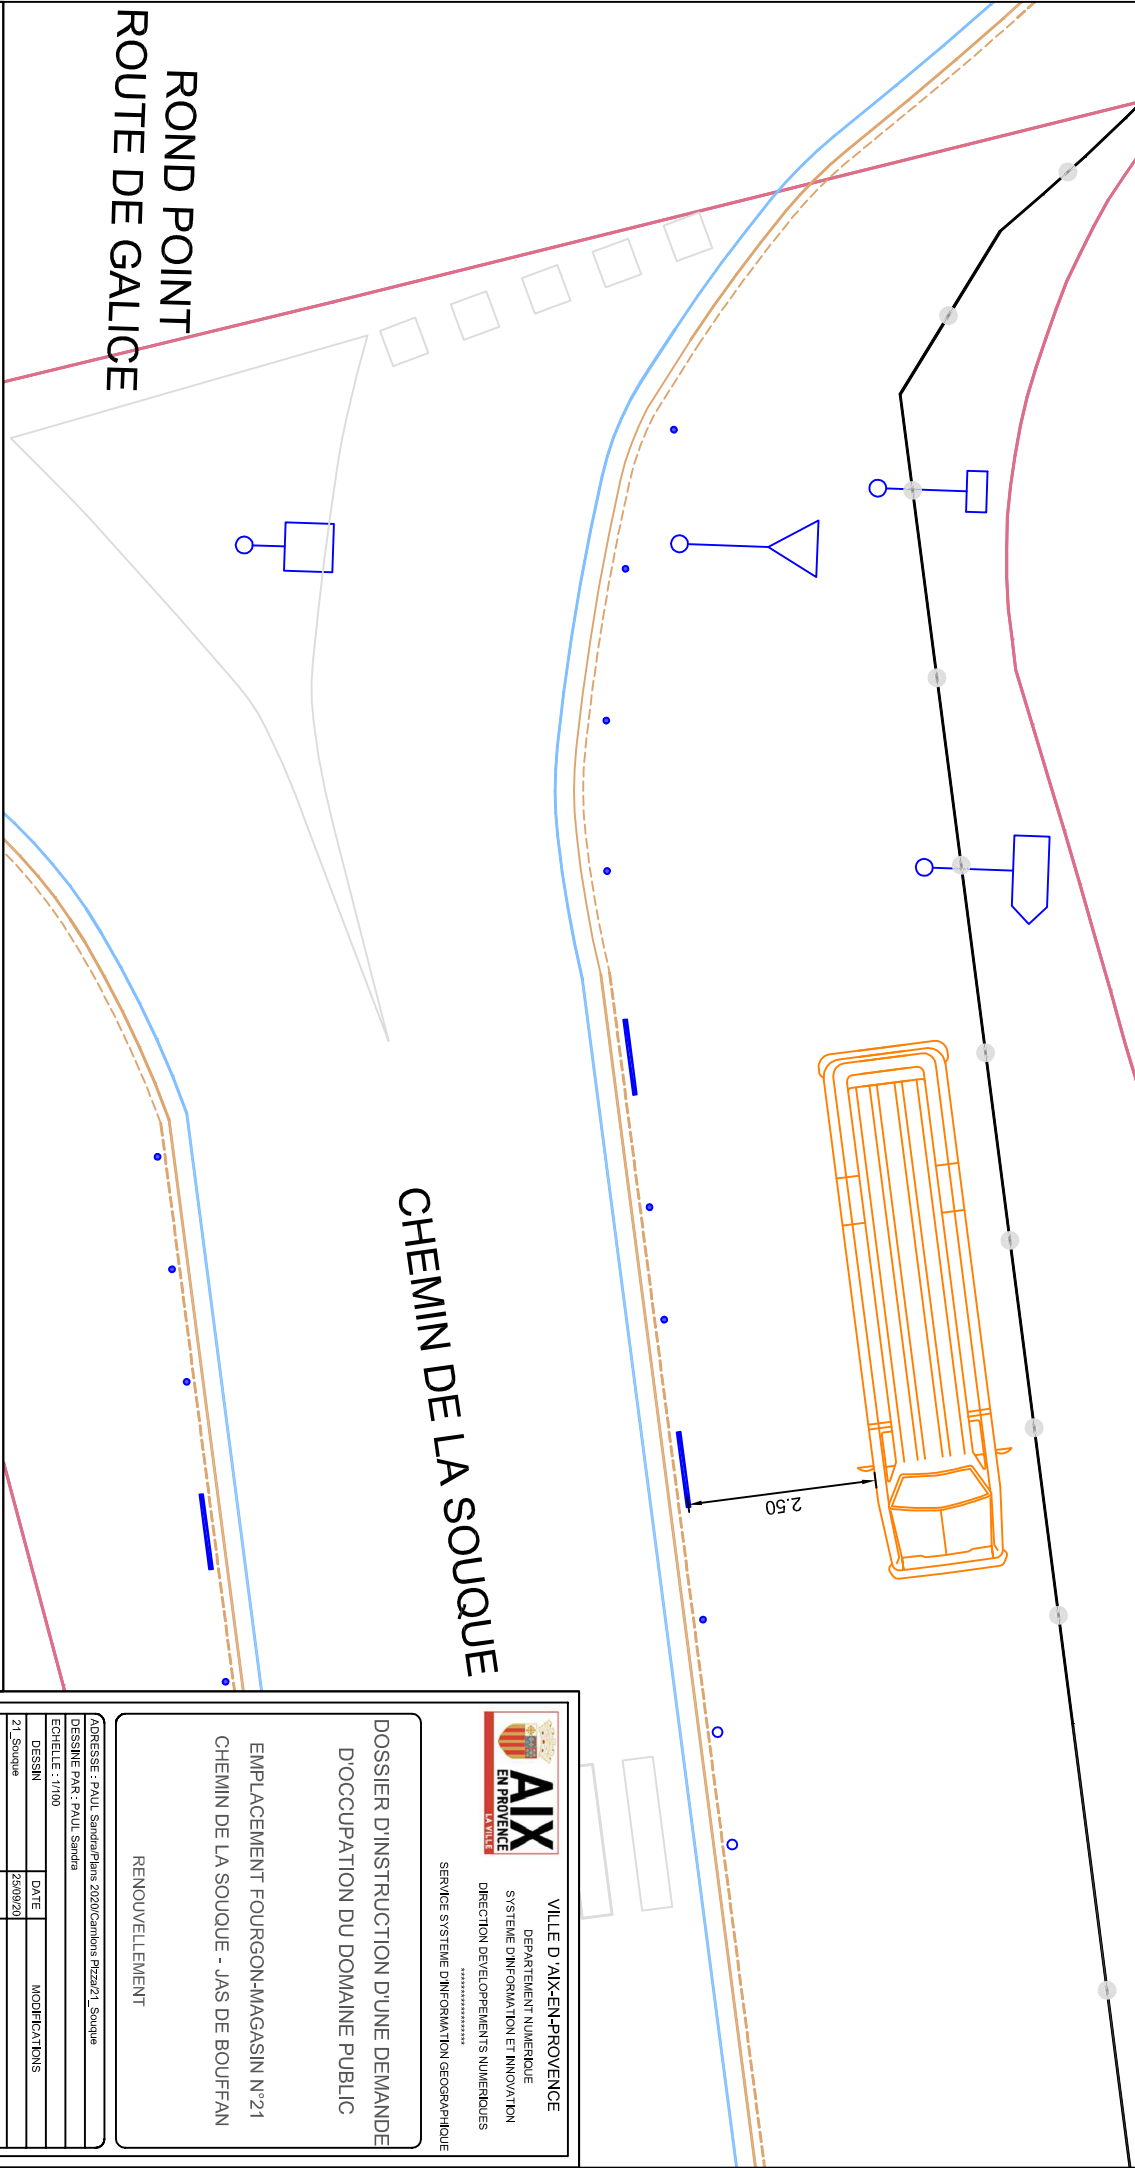 ROND POINT
ROUTE DE GALICE
CHEMIN DE LA SOUQUE
2.50
AIX
EN PROVENCE
LA VILLE
VILLE D 'AIX-EN-PROVENCE
DEPARTEMENT NUMERIQUE
SYSTEME D'INFORMATION ET INNOVATION
DIRECTION DEVELOPPEMENTS NUMERIQUES
******************
SERVICE SYSTEME D'INFORMATION GEOGRAPHIQUE
DOSSIER D'INSTRUCTION D'UNE DEMANDE
D'OCCUPATION DU DOMAINE PUBLIC
EMPLACEMENT FOURGON-MAGASIN N°21
CHEMIN DE LA SOUQUE - JAS DE BOUFFAN
RENOUVELLEMENT
ADRESSE : PAUL Sandra/Plans 2020/Camions Pizza/21_Souque
DESSINE PAR : PAUL Sandra
ECHELLE : 1/100
DESSIN DATE MODIFICATIONS
21_Souque 25/09/20